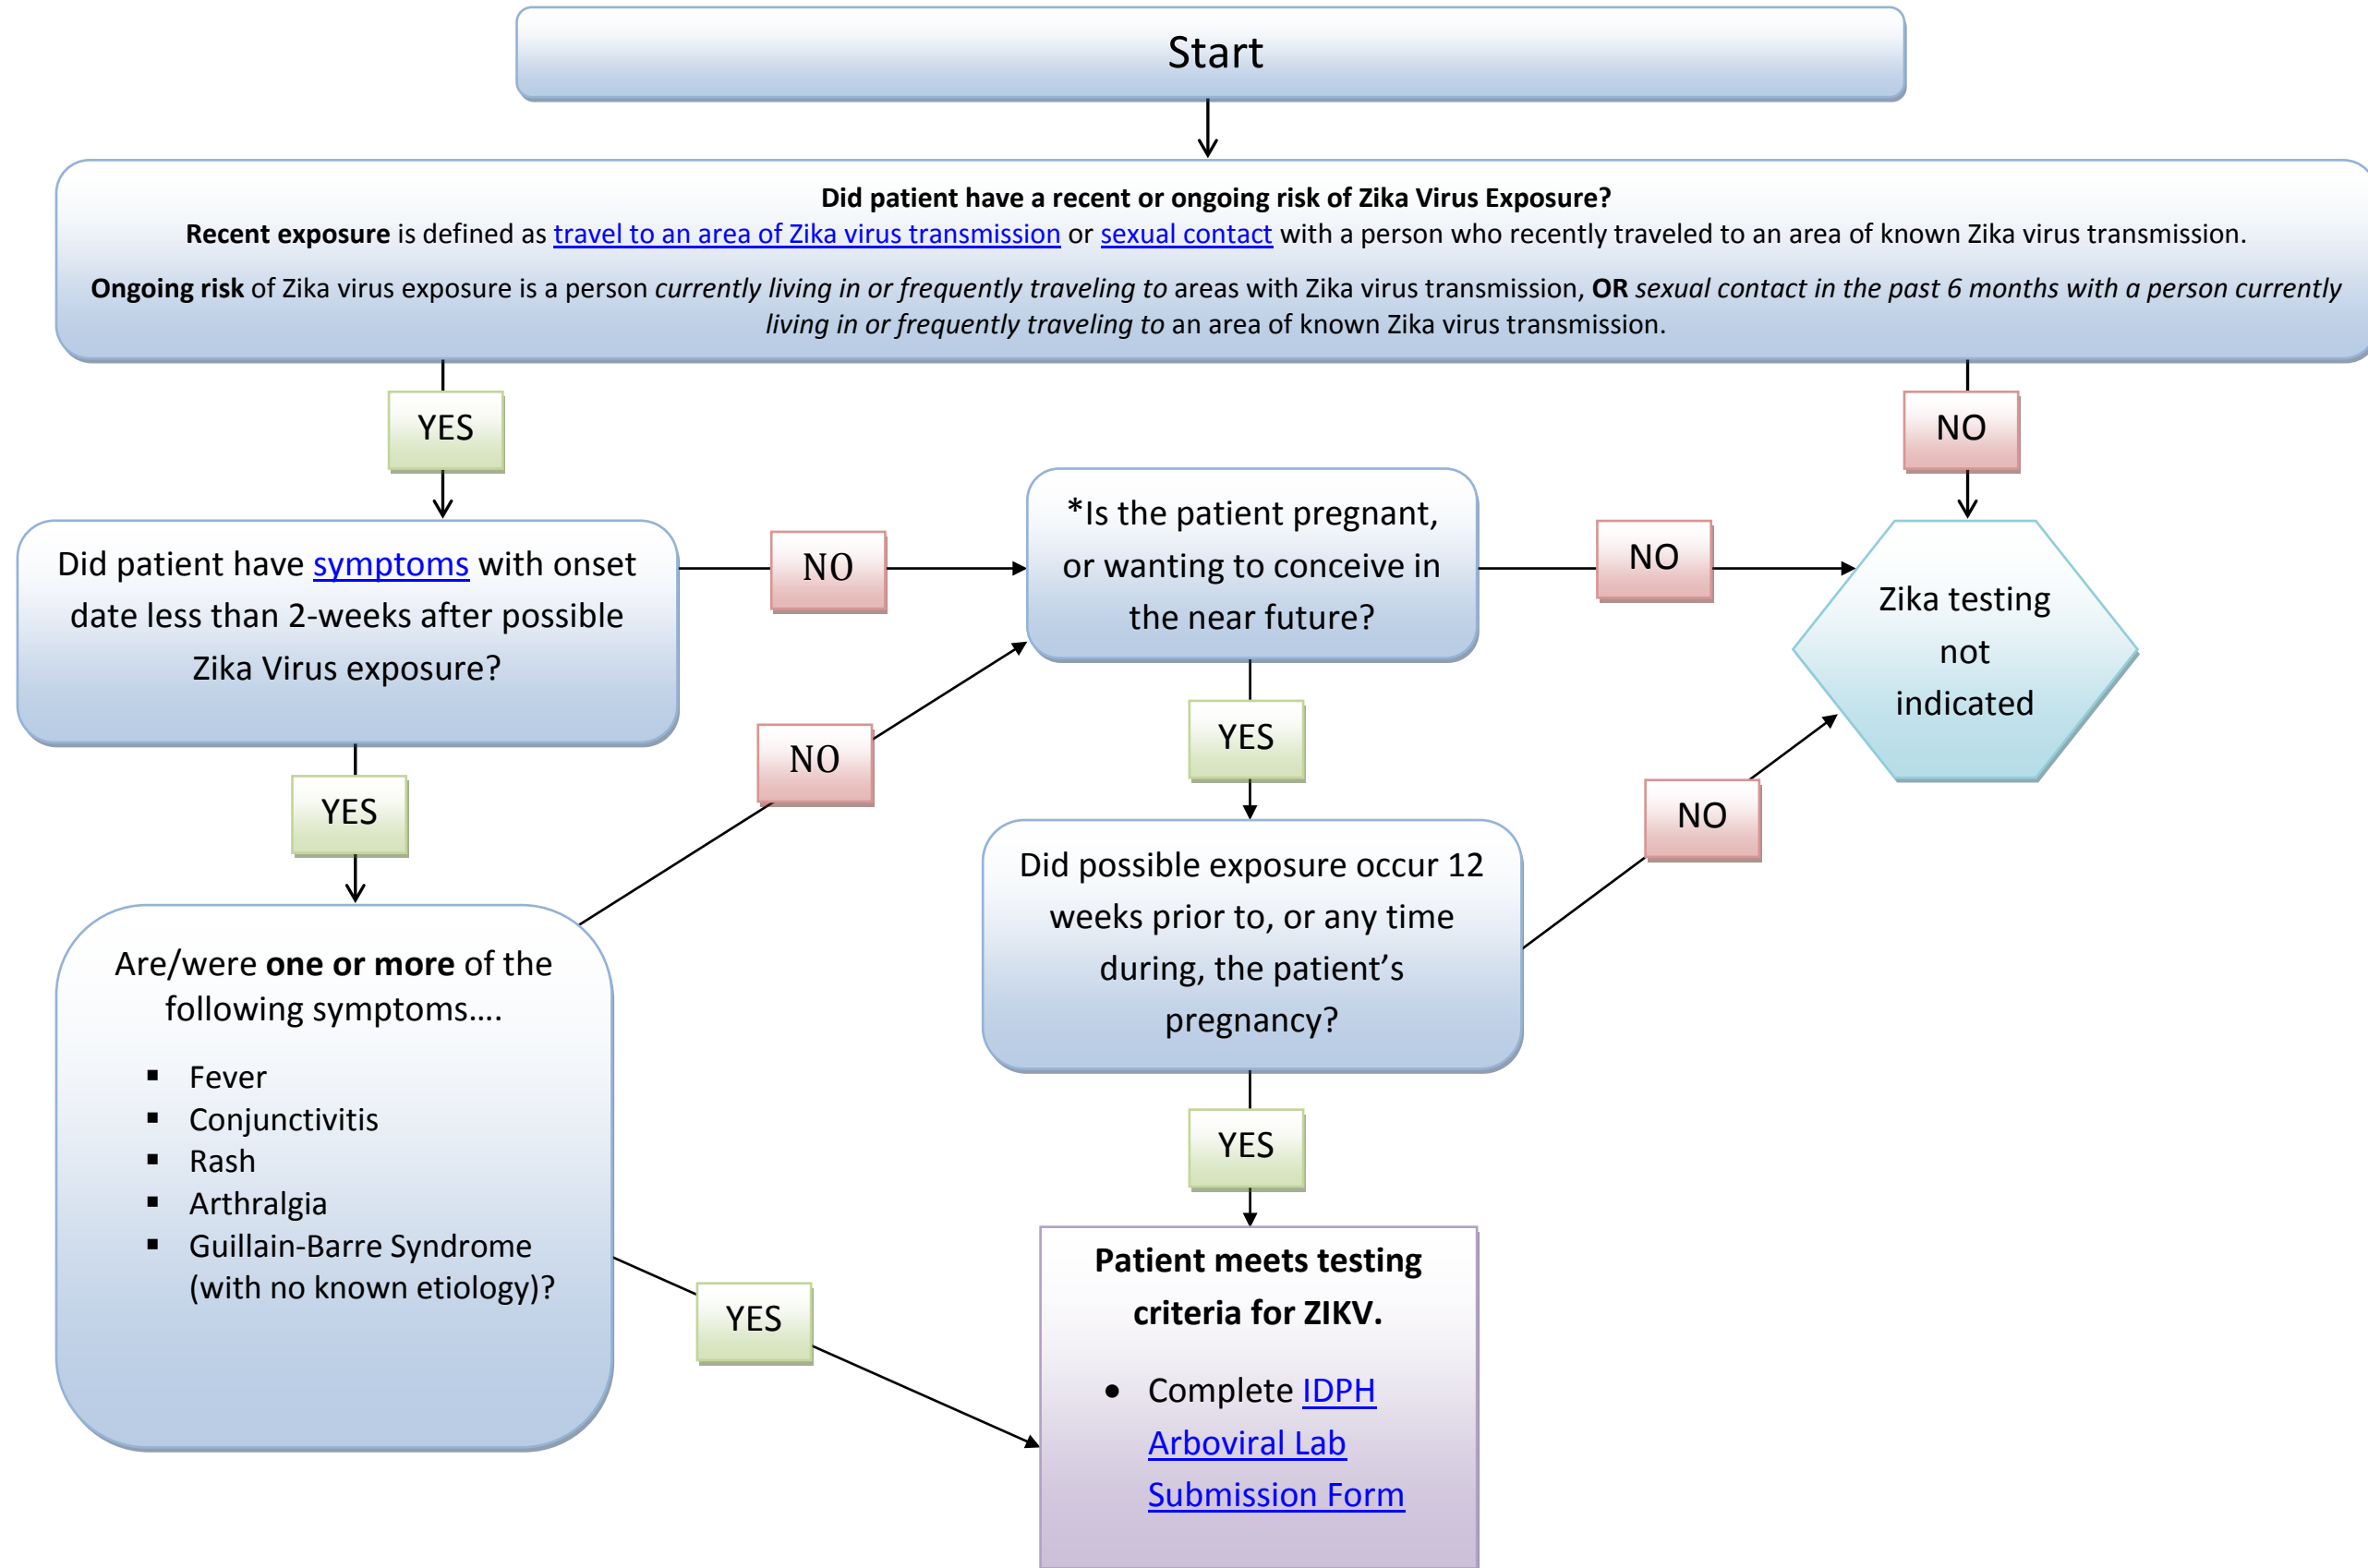 Start
Did patient have a recent or ongoing risk of Zika Virus Exposure?
Recent exposure is defined as travel to an area of Zika virus transmission or sexual contact with a person who recently traveled to an area of known Zika virus transmission.
Ongoing risk of Zika virus exposure is a person currently living in or frequently traveling to areas with Zika virus transmission, OR sexual contact in the past 6 months with a person currently
living in or frequently traveling to an area of known Zika virus transmission.
YES
NO
Did patient have symptoms with onset
date less than 2-weeks after possible
Zika Virus exposure?
NO
*Is the patient pregnant,
or wanting to conceive in
the near future?
NO
Zika testing
not
indicated
YES
NO
YES
NO
Are/were one or more of the
following symptoms....
▪ Fever
▪ Conjunctivitis
▪ Rash
▪ Arthralgia
▪ Guillain-Barre Syndrome
(with no known etiology)?
Did possible exposure occur 12
weeks prior to, or any time
during, the patient’s
pregnancy?
YES
YES
Patient meets testing
criteria for ZIKV.
• Complete IDPH
Arboviral Lab
Submission Form